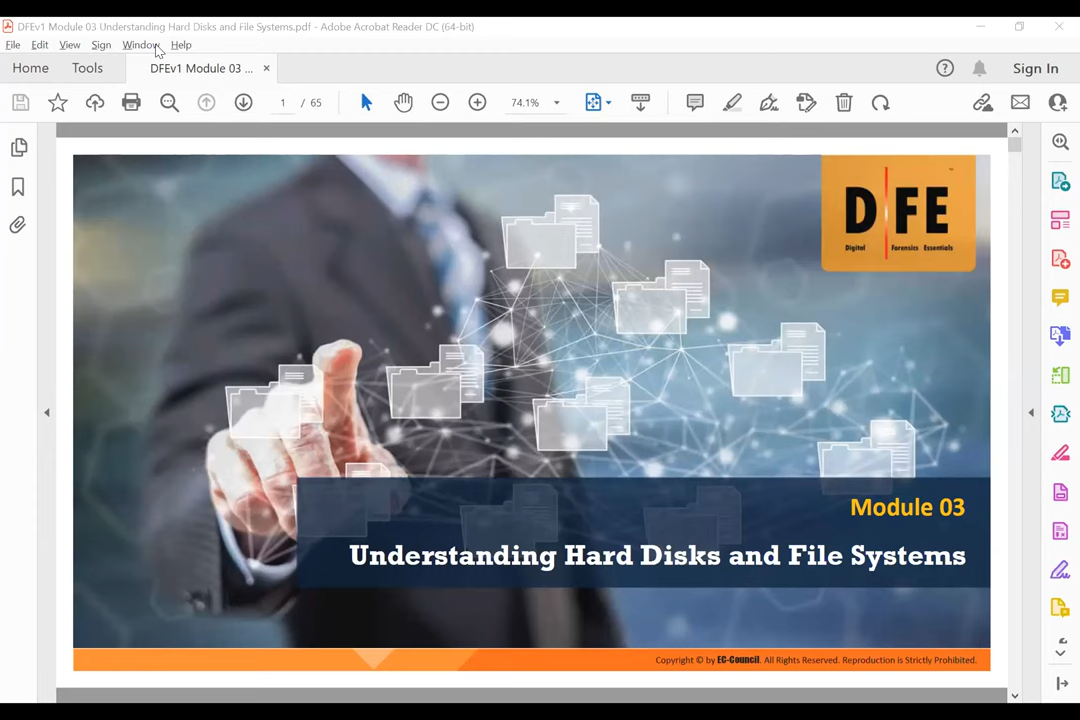 DFEv1 Module 03 Understanding Hard Disks and File Systems.pdf - Adobe Acrobat Reader DC (64-bit)
File Edit View Sign Window Help
Home Tools DFEv1 Module 03 ... × Sign In
1 / 65 74.1%
D FE
Digital Forensics Essentials
Module 03
Understanding Hard Disks and File Systems
Copyright © by EC-Council. All Rights Reserved. Reproduction is Strictly Prohibited.